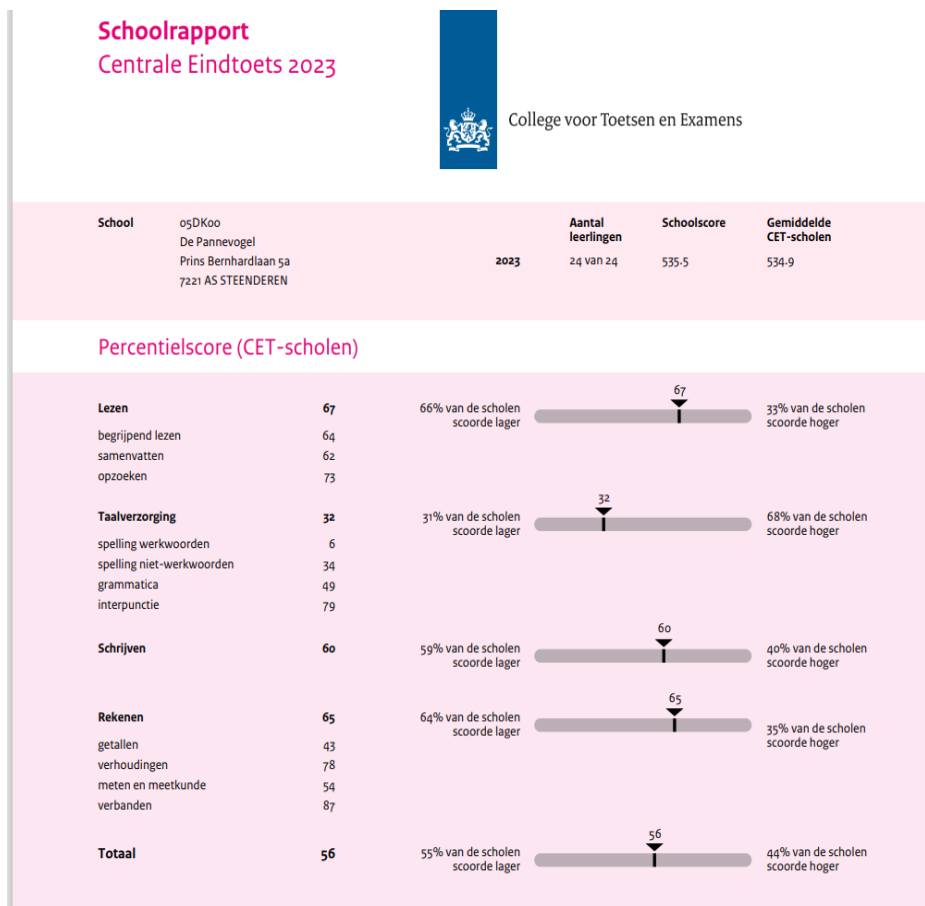 Schoolrapport
Centrale Eindtoets 2023
College voor Toetsen en Examens
School 05DK00 Aantal leerlingen Schoolscore Gemiddelde CET-scholen
De Pannevogel
Prins Bernhardlaan 5a 2023 24 van 24 535.5 534.9
7221 AS STEENDEREN
Percentielscore (CET-scholen)
67
Lezen 67 66% van de scholen scoorde lager 33% van de scholen scoorde hoger
begrijpend lezen 64
samenvatten 62
opzoeken 73
32
Taalverzorging 32 31% van de scholen scoorde lager 68% van de scholen scoorde hoger
spelling werkwoorden 6
spelling niet-werkwoorden 34
grammatica 49
interpunctie 79
60
Schrijven 60 59% van de scholen scoorde lager 40% van de scholen scoorde hoger
65
Rekenen 65 64% van de scholen scoorde lager 35% van de scholen scoorde hoger
getallen 43
verhoudingen 78
meten en meetkunde 54
verbanden 87
56
Totaal 56 55% van de scholen scoorde lager 44% van de scholen scoorde hoger